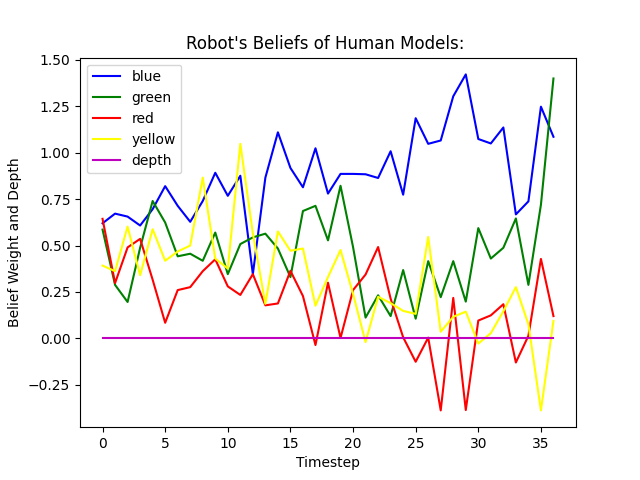 Robot's Beliefs of Human Models:
1.50
1.25
1.00
0.75
0.50
0.25
0.00
−0.25
Belief Weight and Depth
blue
green
red
yellow
depth
0 5 10 15 20 25 30 35
Timestep